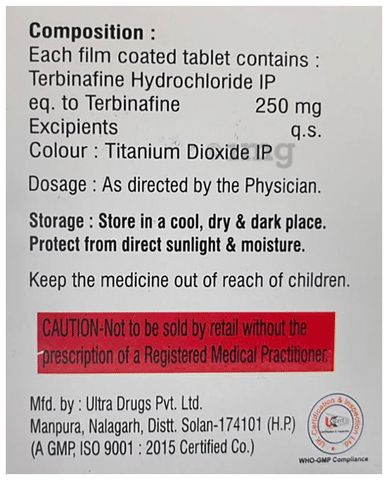 Composition :
Each film coated tablet contains :
Terbinafine Hydrochloride IP
eq. to Terbinafine 250 mg
Excipients q.s.
Colour : Titanium Dioxide IP
Dosage : As directed by the Physician.
Storage : Store in a cool, dry & dark place.
Protect from direct sunlight & moisture.
Keep the medicine out of reach of children.
CAUTION-Not to be sold by retail without the
prescription of a Registered Medical Practitioner.
Mfd. by : Ultra Drugs Pvt. Ltd.
Manpura, Nalagarh, Distt. Solan-174101 (H.P.)
(A GMP, ISO 9001 : 2015 Certified Co.)
UK Certification & Inspection Ltd
WHO-GMP Compliance